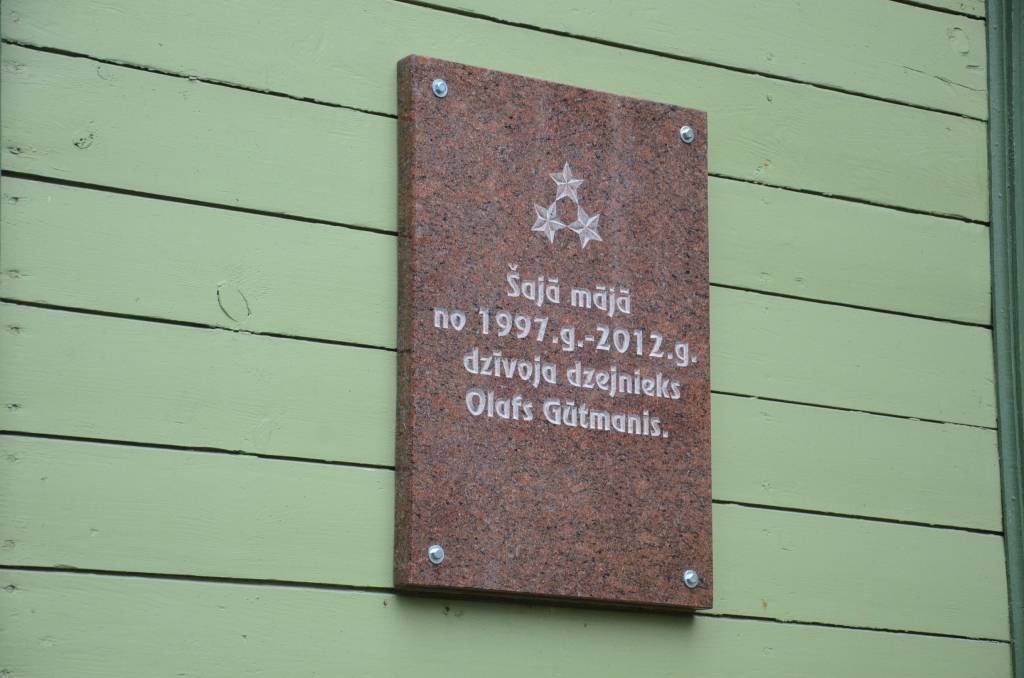 Šajā mājā
no 1997.g.-2012.g.
dzīvoja dzejnieks
Olafs Gūtmanis.